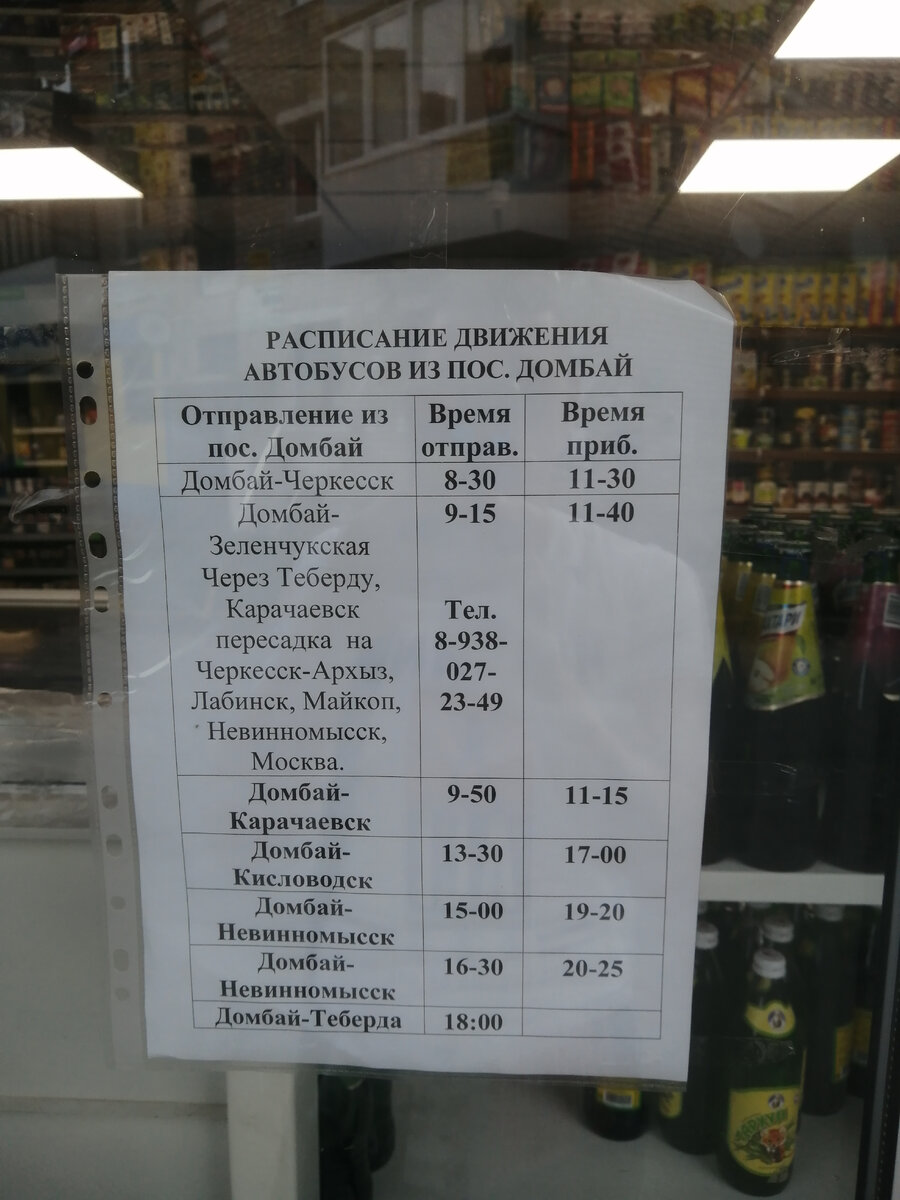 РАСПИСАНИЕ ДВИЖЕНИЯ
АВТОБУСОВ ИЗ ПОС. ДОМБАЙ
Отправление из пос. Домбай Время отправ. Время приб.
Домбай-Черкесск 8-30 11-30
Домбай- 9-15 11-40
Зеленчукская
Через Теберду,
Карачаевск Тел.
пересадка на 8-938-
Черкесск-Архыз, 027-
Лабинск, Майкоп, 23-49
Невинномысск,
Москва.
Домбай- 9-50 11-15
Карачаевск
Домбай- 13-30 17-00
Кисловодск
Домбай- 15-00 19-20
Невинномысск
Домбай- 16-30 20-25
Невинномысск
Домбай-Теберда 18:00